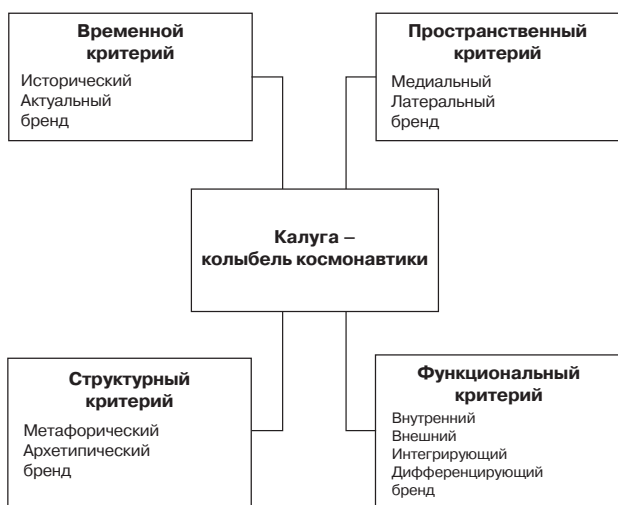 Временной
критерий
Исторический
Актуальный
бренд
Пространственный
критерий
Медиальный
Латеральный
бренд
Калуга –
колыбель космонавтики
Структурный
критерий
Метафорический
Архетипический
бренд
Функциональный
критерий
Внутренний
Внешний
Интегрирующий
Дифференцирующий
бренд